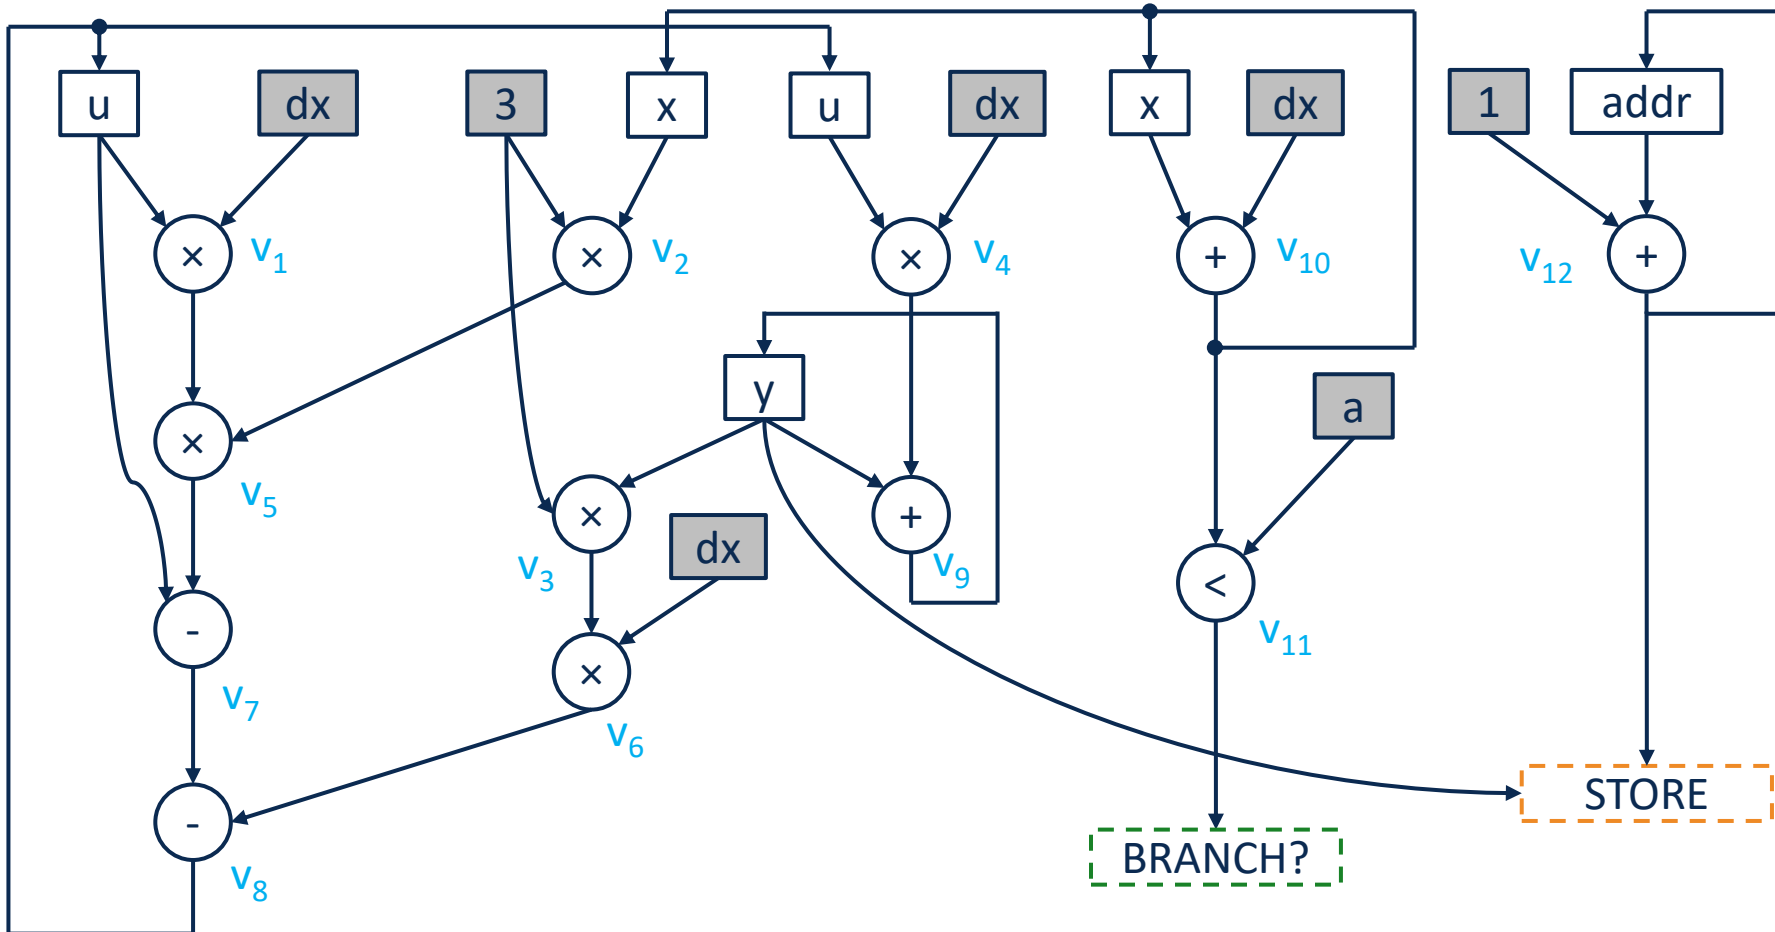 u dx 3 x u dx x dx 1 addr
× v₁ × v₂ × v₄ + v₁₀ v₁₂ +
y a
× v₅ × v₃ dx + v₉ < v₁₁
- v₇ × v₆
- v₈ BRANCH? STORE